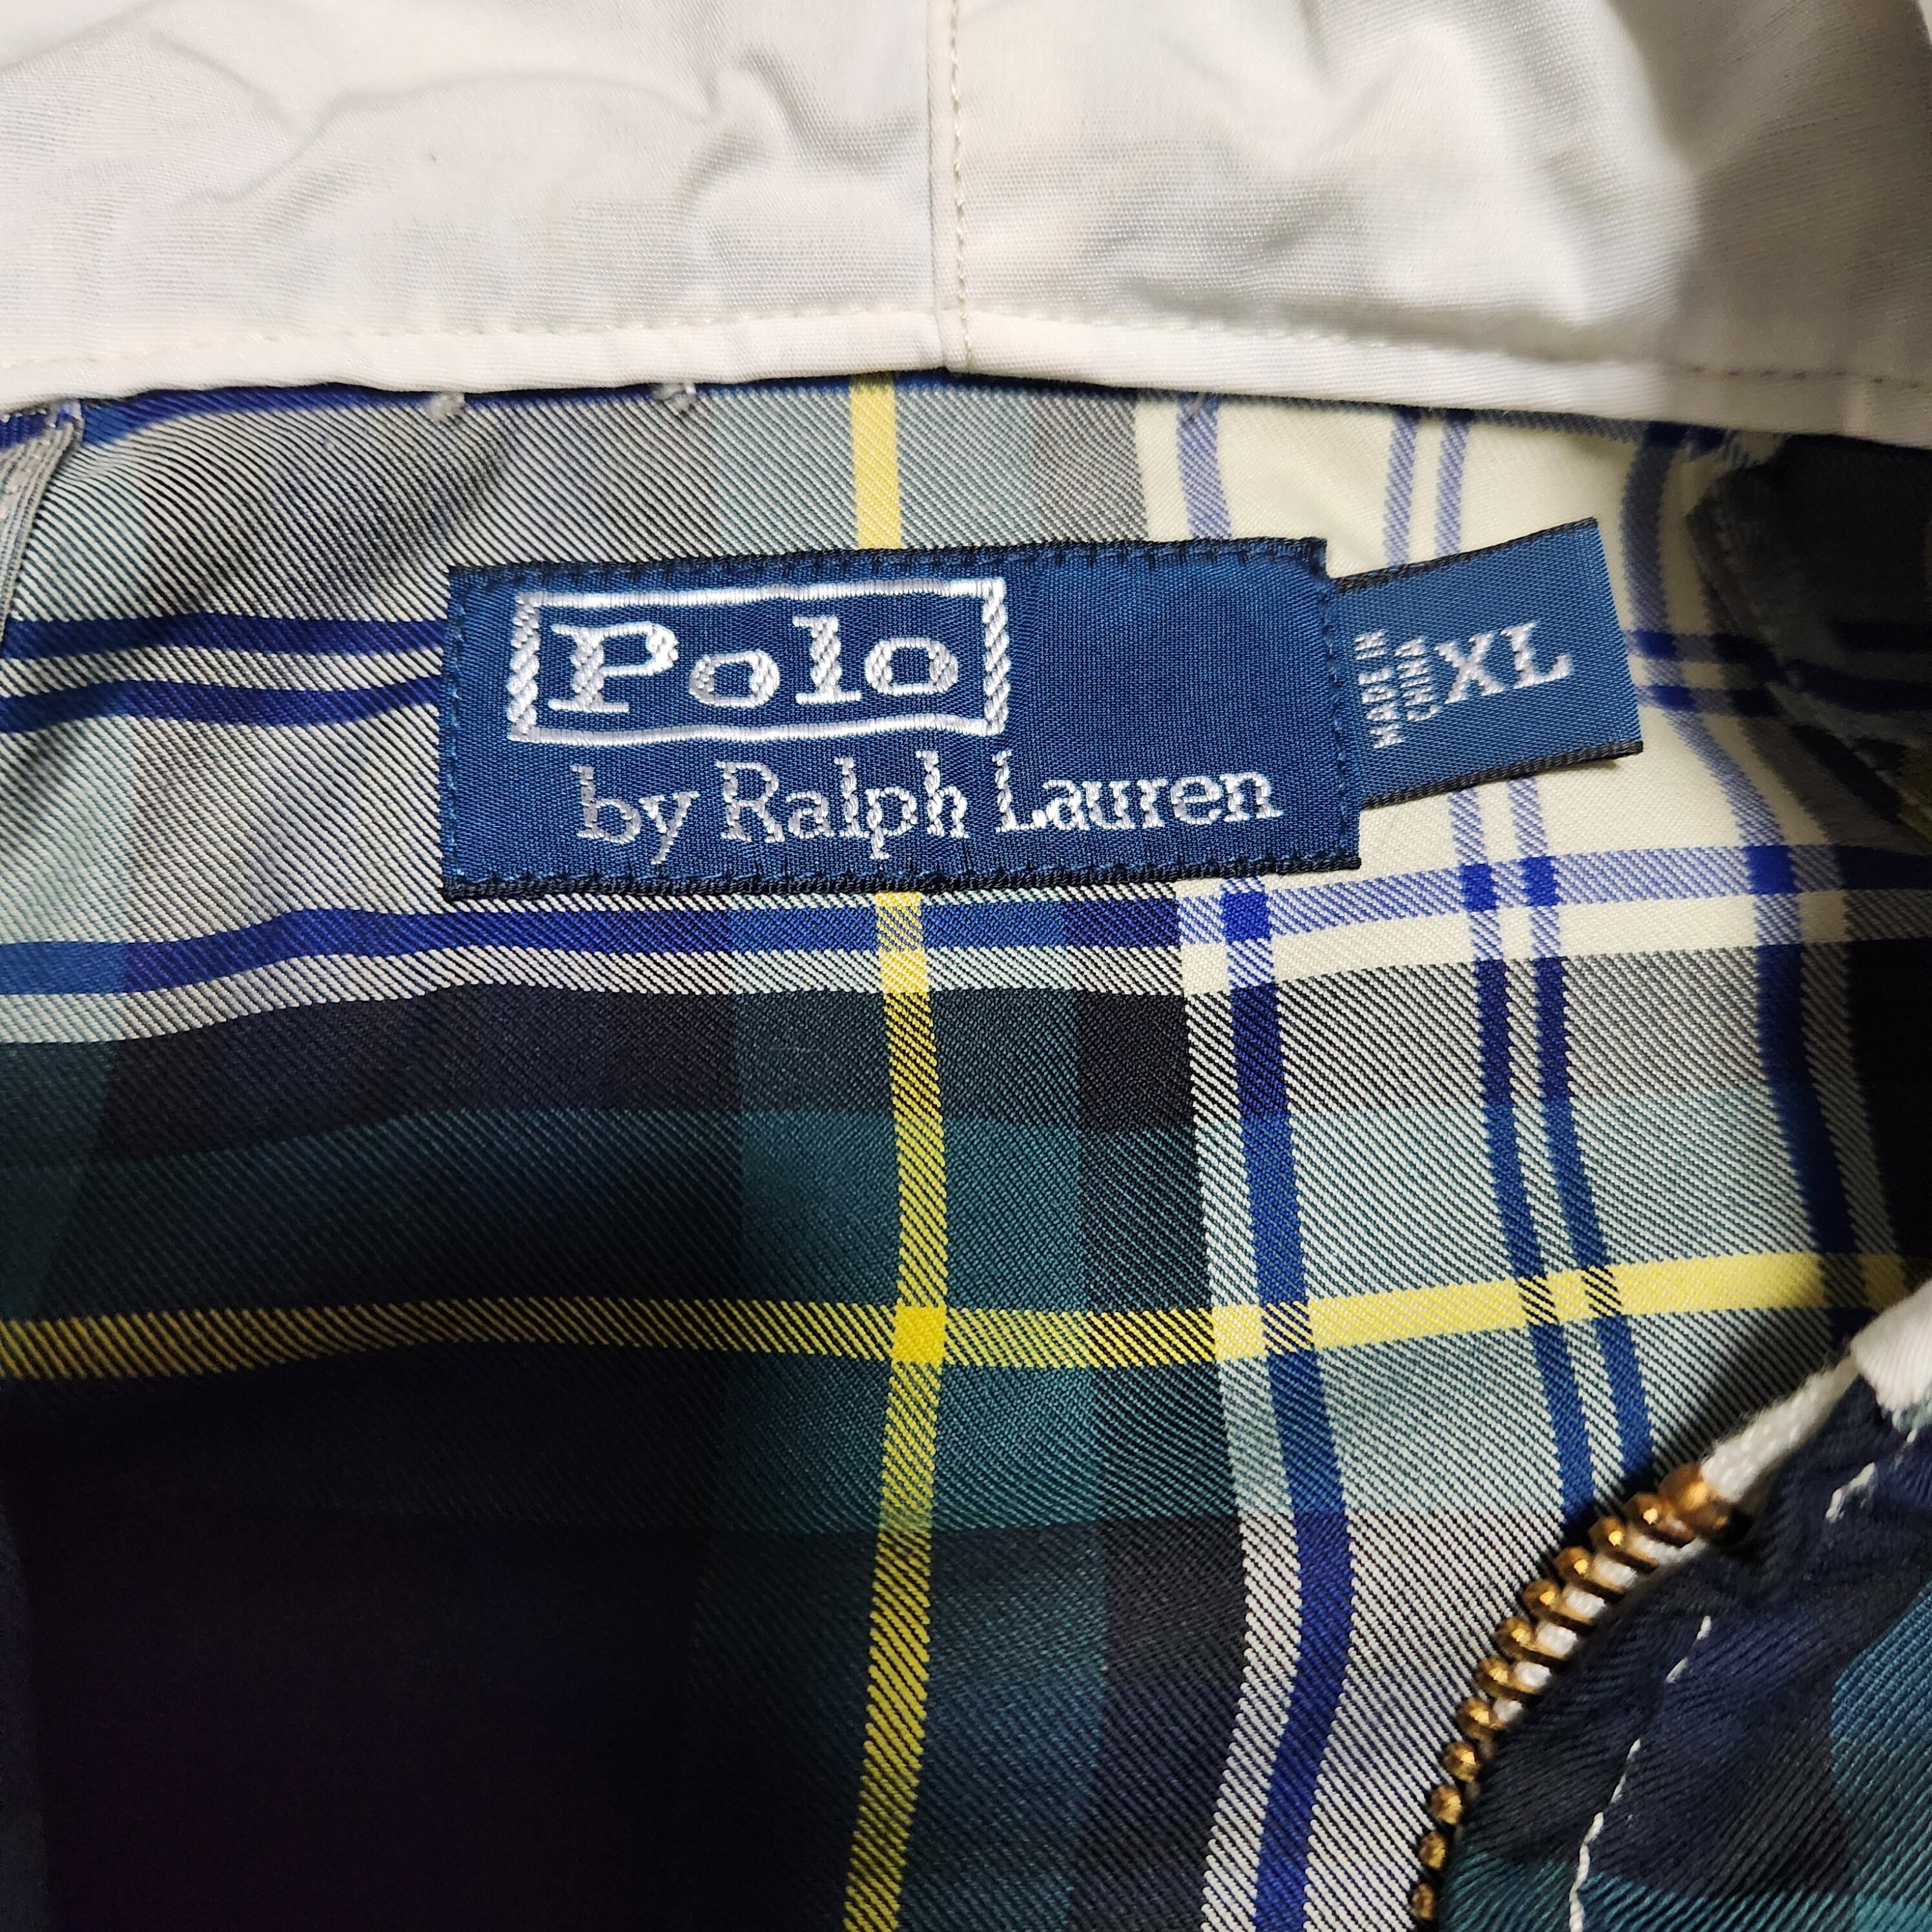 Polo
by Ralph Lauren
MADE IN
CHINA
XL